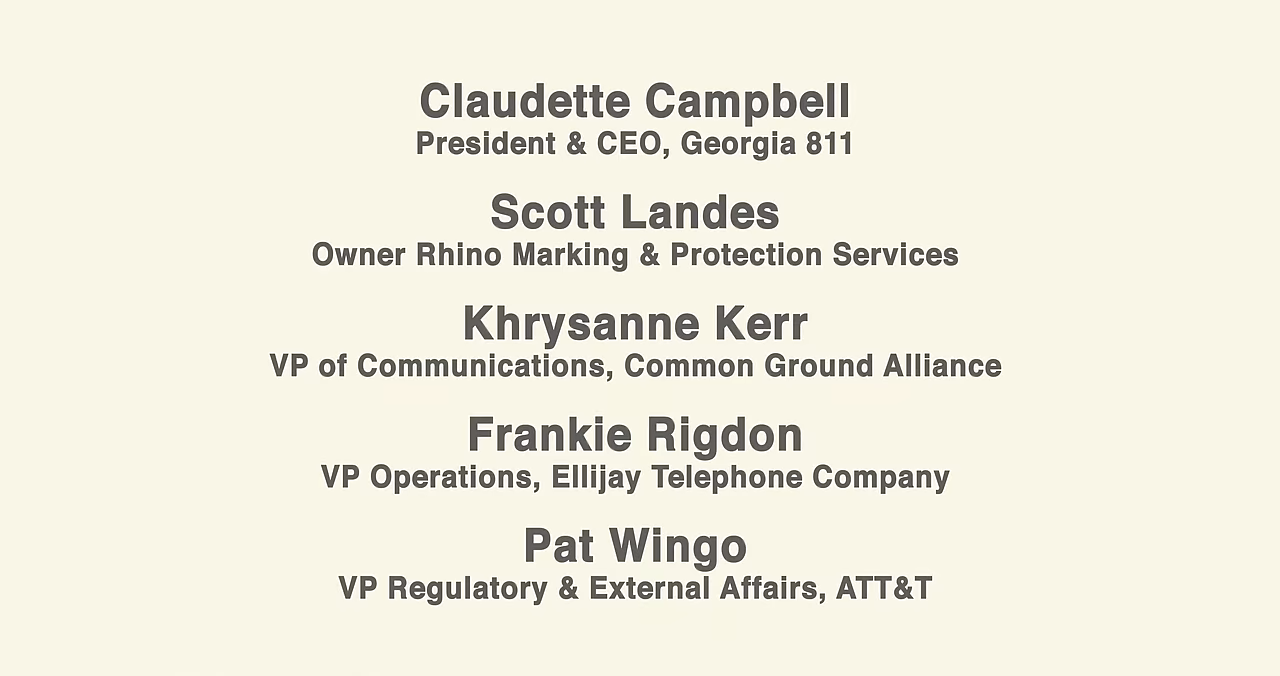 Claudette Campbell
President & CEO, Georgia 811
Scott Landes
Owner Rhino Marking & Protection Services
Khrysanne Kerr
VP of Communications, Common Ground Alliance
Frankie Rigdon
VP Operations, Ellijay Telephone Company
Pat Wingo
VP Regulatory & External Affairs, ATT&T